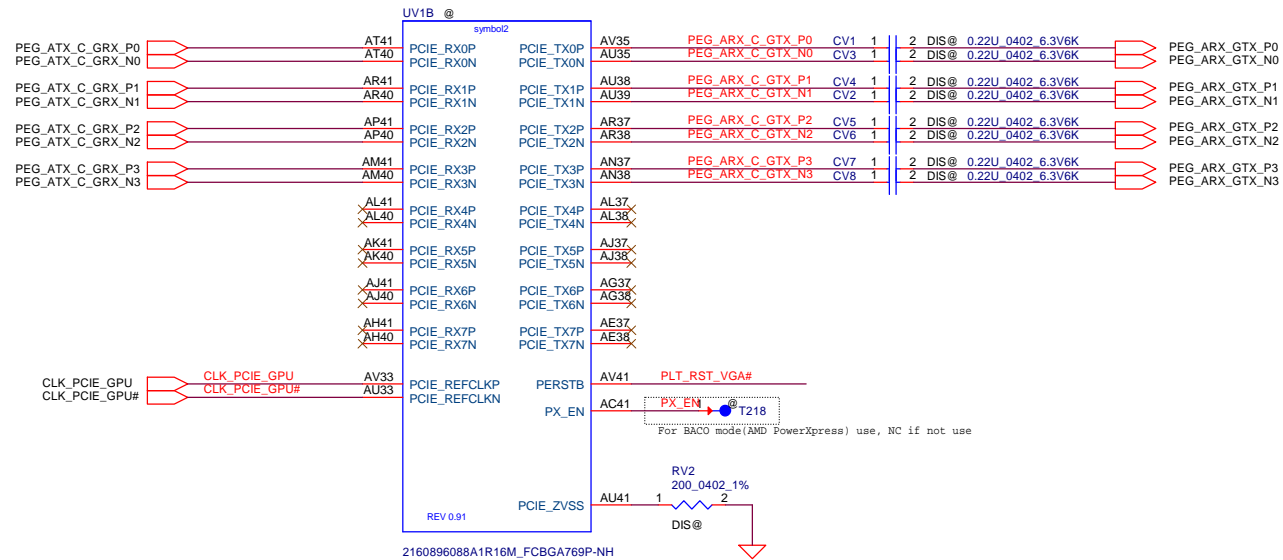 UV1B @
symbol2
PEG_ATX_C_GRX_P0 AT41 PCIE_RX0P PCIE_TX0P AV35 PEG_ARX_C_GTX_P0 CV1 1 2 DIS@ 0.22U_0402_6.3V6K PEG_ARX_GTX_P0
PEG_ATX_C_GRX_N0 AT40 PCIE_RX0N PCIE_TX0N AU35 PEG_ARX_C_GTX_N0 CV3 1 2 DIS@ 0.22U_0402_6.3V6K PEG_ARX_GTX_N0
PEG_ATX_C_GRX_P1 AR41 PCIE_RX1P PCIE_TX1P AU38 PEG_ARX_C_GTX_P1 CV4 1 2 DIS@ 0.22U_0402_6.3V6K PEG_ARX_GTX_P1
PEG_ATX_C_GRX_N1 AR40 PCIE_RX1N PCIE_TX1N AU39 PEG_ARX_C_GTX_N1 CV2 1 2 DIS@ 0.22U_0402_6.3V6K PEG_ARX_GTX_N1
PEG_ATX_C_GRX_P2 AP41 PCIE_RX2P PCIE_TX2P AR37 PEG_ARX_C_GTX_P2 CV5 1 2 DIS@ 0.22U_0402_6.3V6K PEG_ARX_GTX_P2
PEG_ATX_C_GRX_N2 AP40 PCIE_RX2N PCIE_TX2N AR38 PEG_ARX_C_GTX_N2 CV6 1 2 DIS@ 0.22U_0402_6.3V6K PEG_ARX_GTX_N2
PEG_ATX_C_GRX_P3 AM41 PCIE_RX3P PCIE_TX3P AN37 PEG_ARX_C_GTX_P3 CV7 1 2 DIS@ 0.22U_0402_6.3V6K PEG_ARX_GTX_P3
PEG_ATX_C_GRX_N3 AM40 PCIE_RX3N PCIE_TX3N AN38 PEG_ARX_C_GTX_N3 CV8 1 2 DIS@ 0.22U_0402_6.3V6K PEG_ARX_GTX_N3
AL41 PCIE_RX4P PCIE_TX4P AL37
AL40 PCIE_RX4N PCIE_TX4N AL38
AK41 PCIE_RX5P PCIE_TX5P AJ37
AK40 PCIE_RX5N PCIE_TX5N AJ38
AJ41 PCIE_RX6P PCIE_TX6P AG37
AJ40 PCIE_RX6N PCIE_TX6N AG38
AH41 PCIE_RX7P PCIE_TX7P AE37
AH40 PCIE_RX7N PCIE_TX7N AE38
CLK_PCIE_GPU CLK_PCIE_GPU AV33 PCIE_REFCLKP PERSTB AV41 PLT_RST_VGA#
CLK_PCIE_GPU# CLK_PCIE_GPU# AU33 PCIE_REFCLKN
PX_EN AC41 PX_EN 1 @ T218
For BACO mode(AMD PowerXpress) use, NC if not use
RV2
200_0402_1%
PCIE_ZVSS AU41 1 2
DIS@
REV 0.91
2160896088A1R16M_FCBGA769P-NH